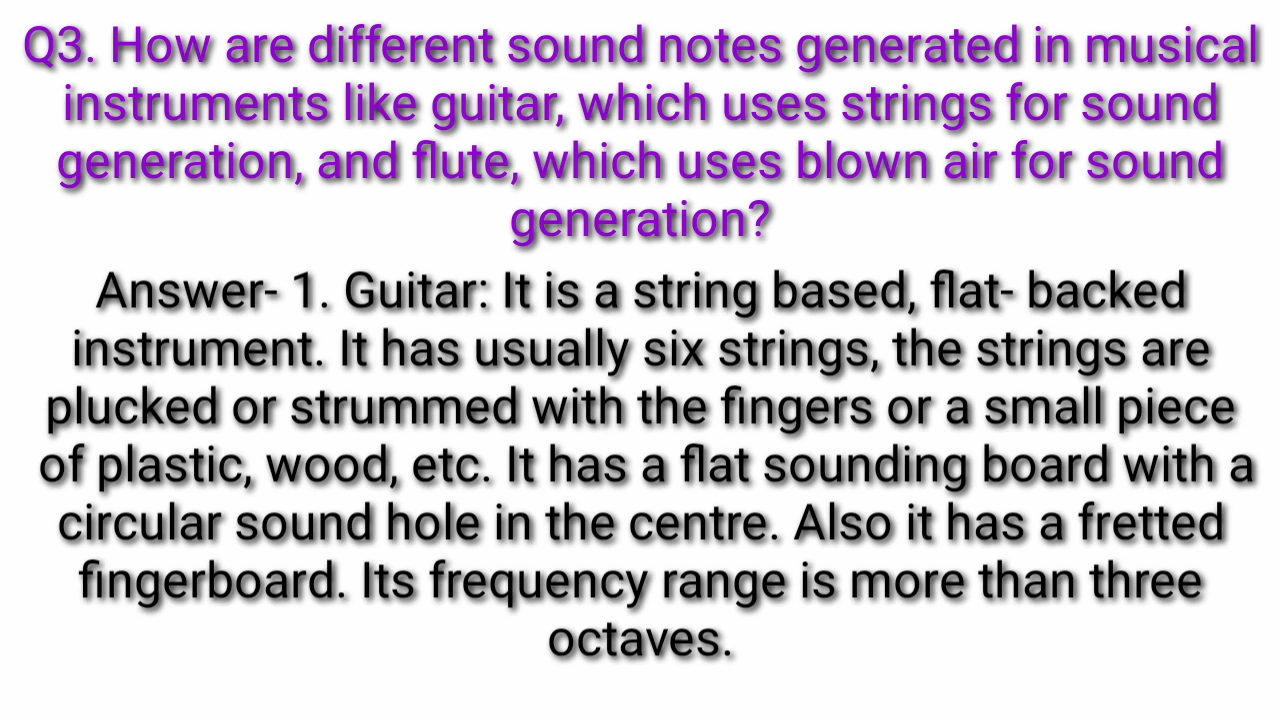 Q3. How are different sound notes generated in musical
instruments like guitar, which uses strings for sound
generation, and flute, which uses blown air for sound
generation?
Answer- 1. Guitar: It is a string based, flat- backed
instrument. It has usually six strings, the strings are
plucked or strummed with the fingers or a small piece
of plastic, wood, etc. It has a flat sounding board with a
circular sound hole in the centre. Also it has a fretted
fingerboard. Its frequency range is more than three
octaves.